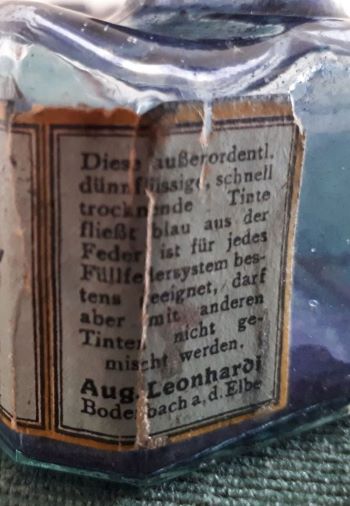 Diese außerordentl.
dünnflüssige, schnell
trocknende Tinte
fließt blau aus der
Feder ist für jedes
Füllfedersystem bes-
tens geeignet, darf
aber mit anderen
Tinten nicht ge-
mischt werden.
Aug. Leonhardi
Bodenbach a. d. Elbe